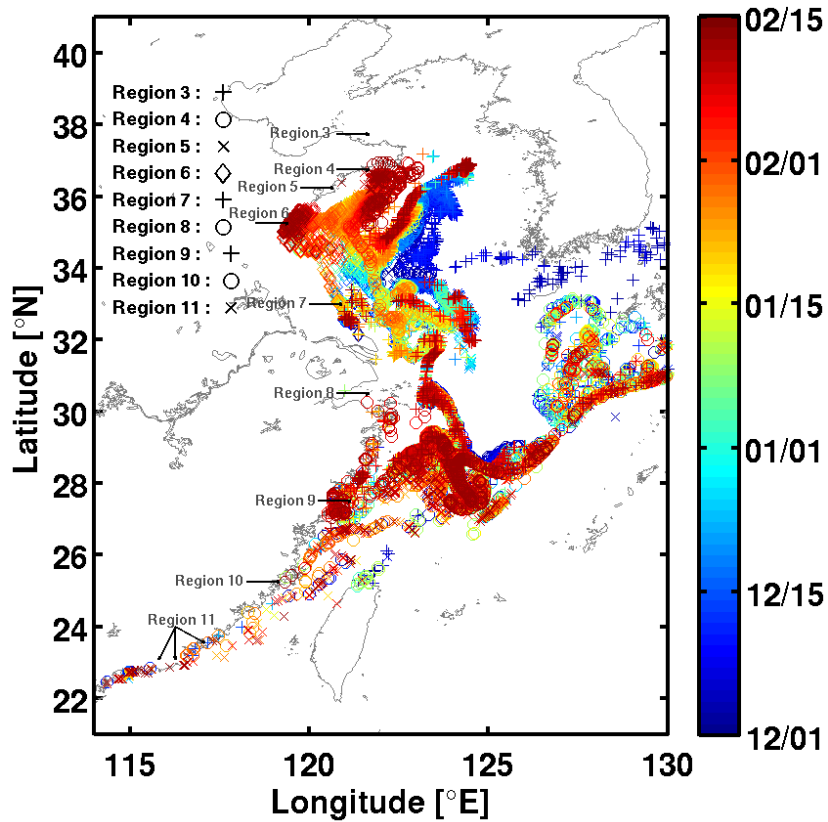 40
38
36
34
32
30
28
26
24
22
Latitude [°N]
Region 3 :
Region 4 :
Region 5 :
Region 6 :
Region 7 :
Region 8 :
Region 9 :
Region 10 :
Region 11 :
Region 3
Region 4
Region 5
Region 6
Region 7
Region 8
Region 9
Region 10
Region 11
115 120 125 130
Longitude [°E]
02/15
02/01
01/15
01/01
12/15
12/01